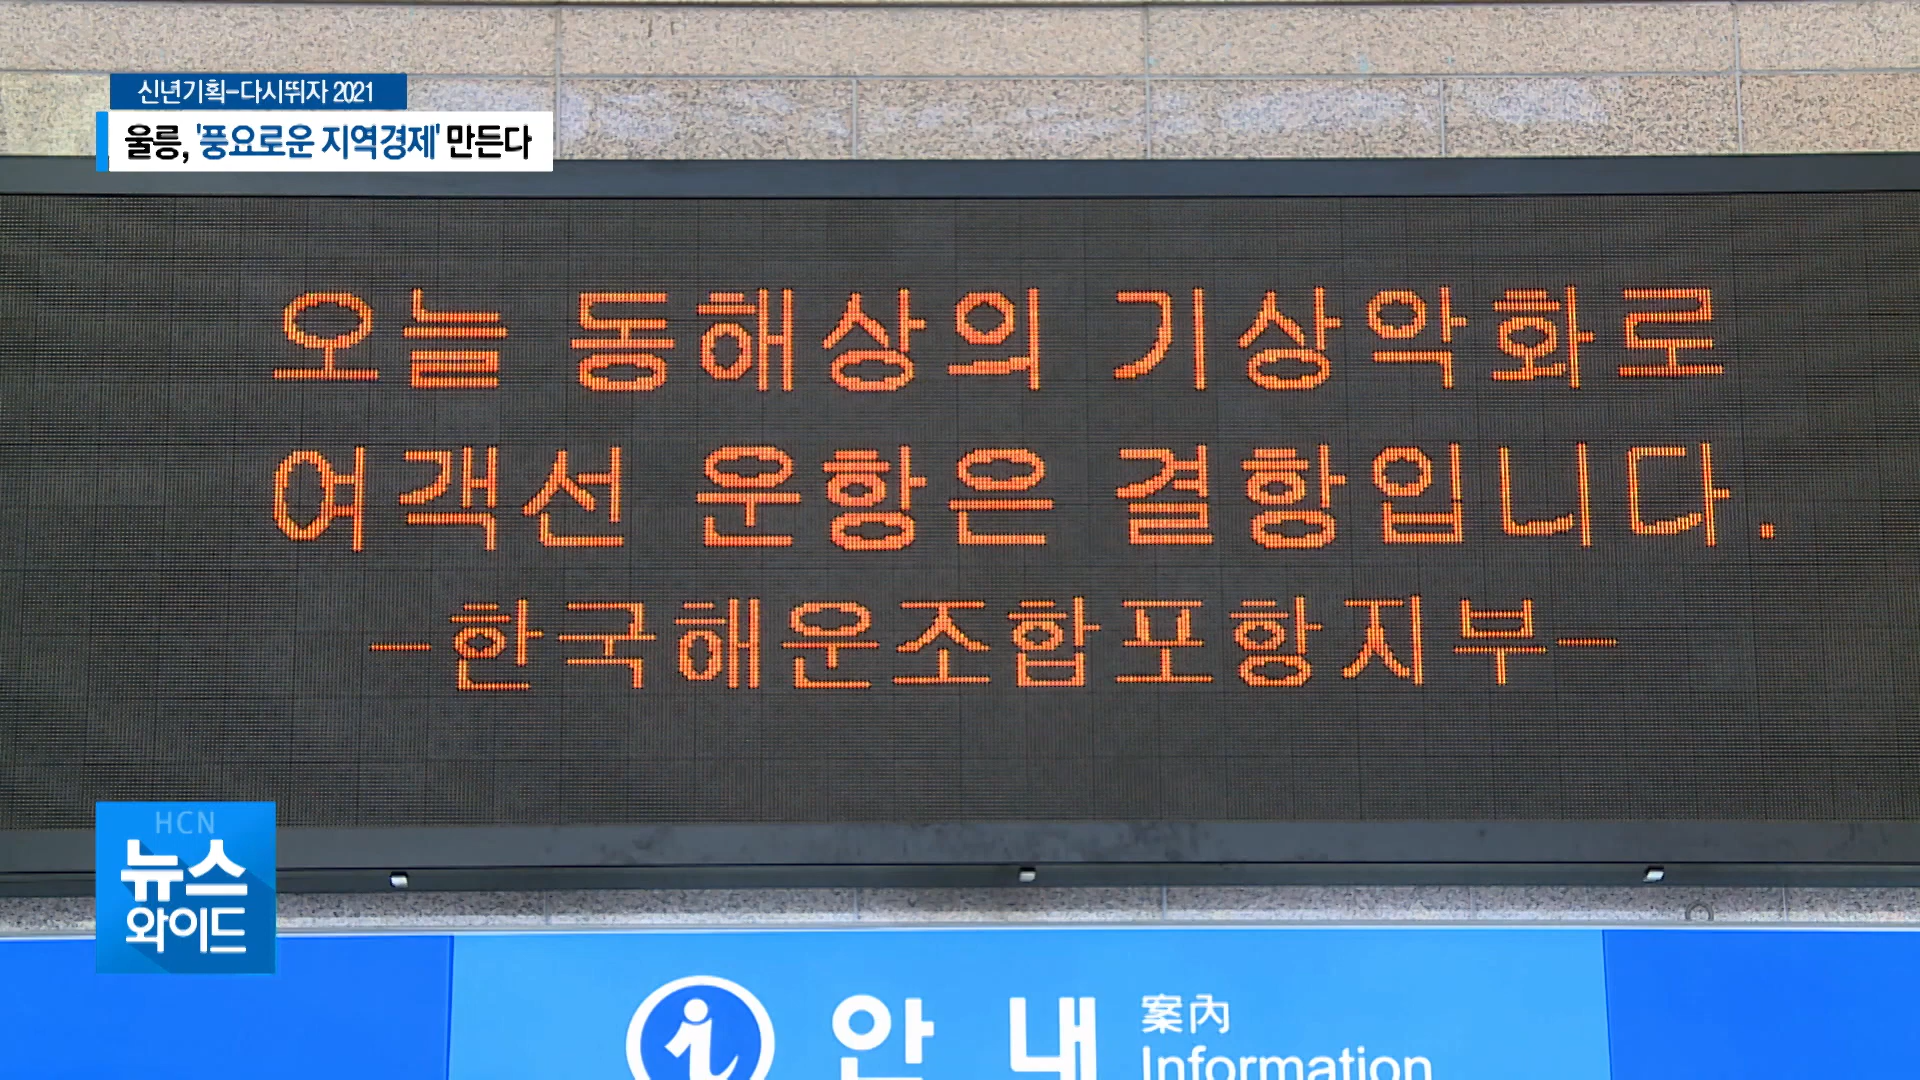 신년기획-다시뛰자 2021
울릉, '풍요로운 지역경제' 만든다
오늘 동해상의 기상악화로
여객선 운항은 결항입니다.
-한국해운조합포항지부-
HCN
뉴스
와이드
안 내
案內
Information